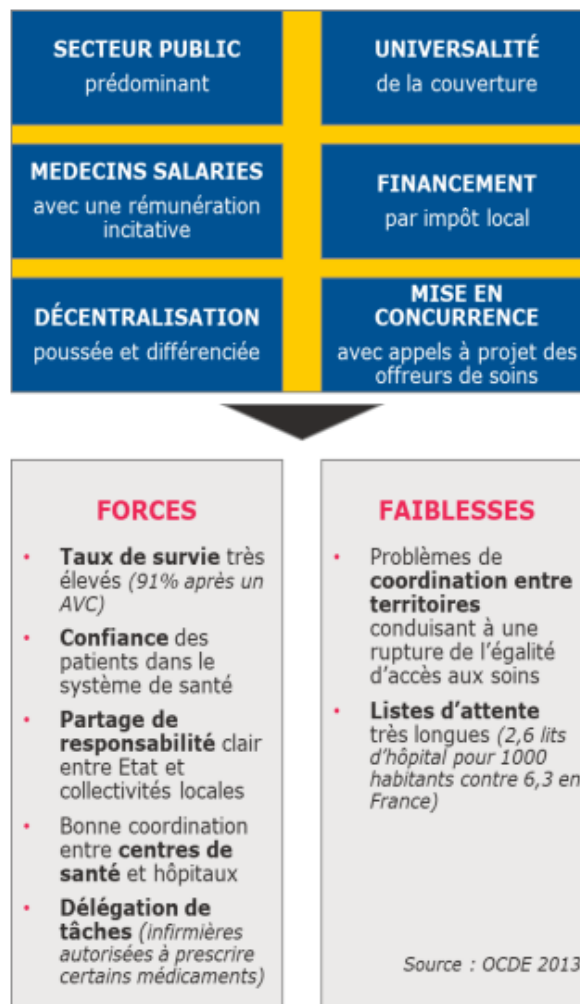 SECTEUR PUBLIC
prédominant
UNIVERSALITÉ
de la couverture
MEDECINS SALARIES
avec une rémunération
incitative
FINANCEMENT
par impôt local
DÉCENTRALISATION
poussée et différenciée
MISE EN
CONCURRENCE
avec appels à projet des
offreurs de soins
FORCES
• Taux de survie très
élevés (91% après un
AVC)
• Confiance des
patients dans le
système de santé
• Partage de
responsabilité clair
entre Etat et
collectivités locales
• Bonne coordination
entre centres de
santé et hôpitaux
• Délégation de
tâches (infirmières
autorisées à prescrire
certains médicaments)
FAIBLESSES
• Problèmes de
coordination entre
territoires
conduisant à une
rupture de l'égalité
d'accès aux soins
• Listes d'attente
très longues (2,6 lits
d'hôpital pour 1000
habitants contre 6,3 en
France)
Source : OCDE 2013